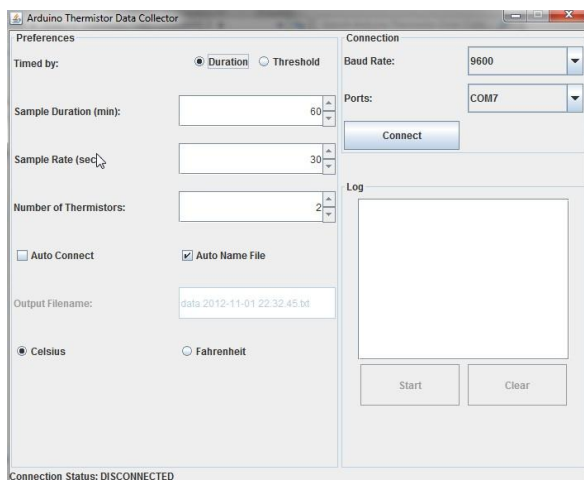 Arduino Thermistor Data Collector
Preferences
Timed by:
Duration
Threshold
Sample Duration (min):
60
Sample Rate (sec
30
Number of Thermistors:
2
Auto Connect
Auto Name File
Output Filename:
data.2012-11-01 22.32.45.txt
Celsius
Fahrenheit
Connection
Baud Rate:
9600
Ports:
COM7
Connect
Log
Start
Clear
Connection Status: DISCONNECTED